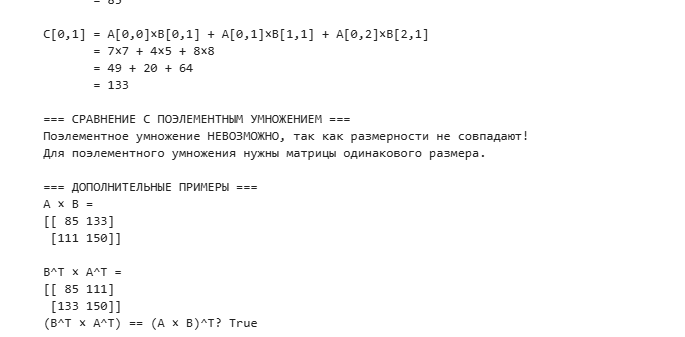 = 85
C[0,1] = A[0,0]×B[0,1] + A[0,1]×B[1,1] + A[0,2]×B[2,1]
= 7×7 + 4×5 + 8×8
= 49 + 20 + 64
= 133
=== СРАВНЕНИЕ С ПОЭЛЕМЕНТНЫМ УМНОЖЕНИЕМ ===
Поэлементное умножение НЕВОЗМОЖНО, так как размерности не совпадают!
Для поэлементного умножения нужны матрицы одинакового размера.
=== ДОПОЛНИТЕЛЬНЫЕ ПРИМЕРЫ ===
A × B =
[[ 85 133]
[111 150]]
B^T × A^T =
[[ 85 111]
[133 150]]
(B^T × A^T) == (A × B)^T? True